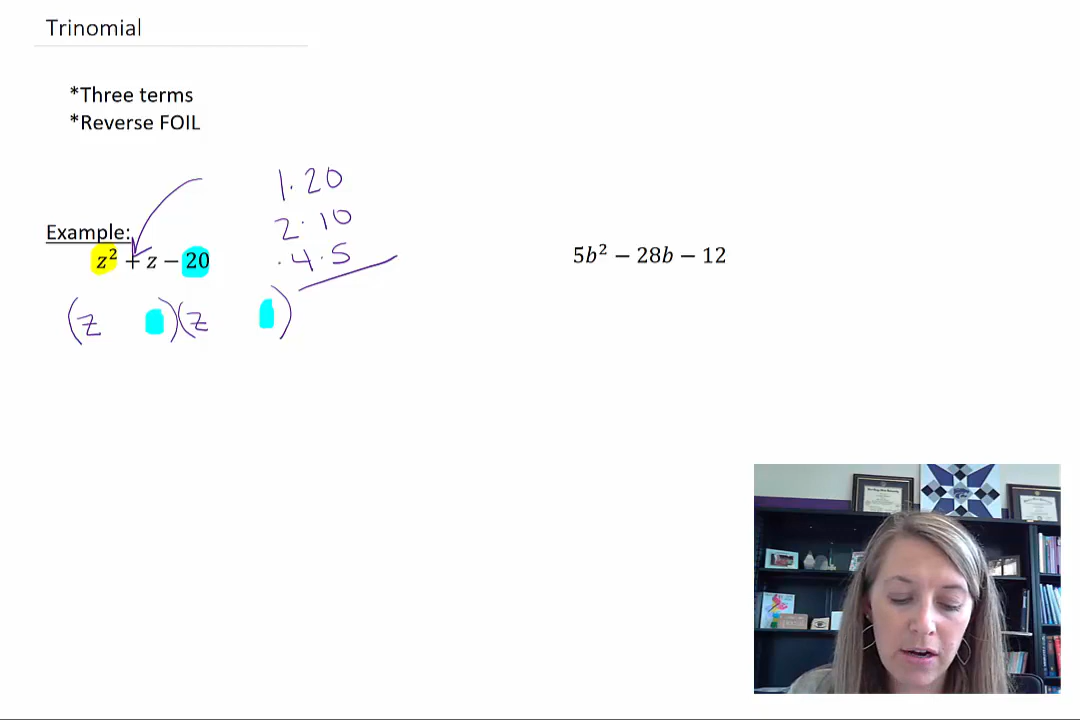 Trinomial
*Three terms
*Reverse FOIL
1·20
2·10
·4·5
Example:
z² + z − 20
(z )(z )
5b² − 28b − 12